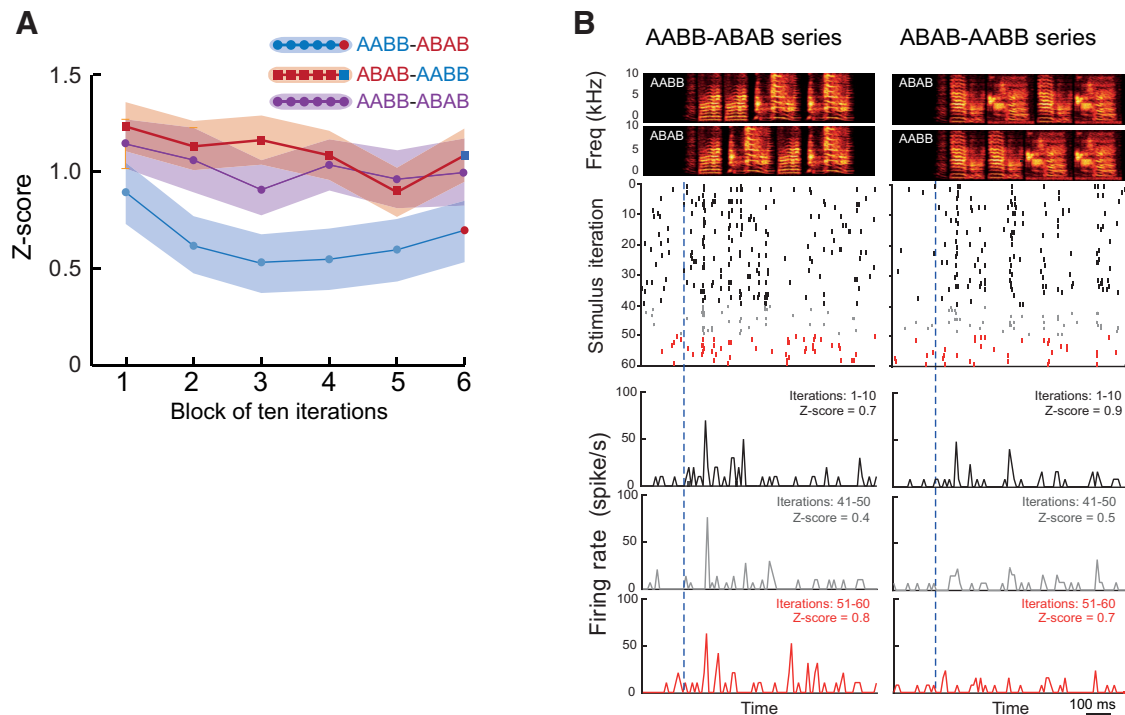 A
AABB-ABAB
ABAB-AABB
AABB-ABAB
1.5
1.0
0.5
0
Z-score
1 2 3 4 5 6
Block of ten iterations
B
AABB-ABAB series
ABAB-AABB series
Freq (kHz)
10
5
0
10
5
0
AABB
ABAB
ABAB
AABB
Stimulus iteration
0
10
20
30
40
50
60
Firing rate (spike/s)
100
50
0
Iterations: 1-10
Z-score = 0.7
Iterations: 1-10
Z-score = 0.9
100
50
0
Iterations: 41-50
Z-score = 0.4
Iterations: 41-50
Z-score = 0.5
100
50
0
Iterations: 51-60
Z-score = 0.8
Iterations: 51-60
Z-score = 0.7
Time
Time
100 ms